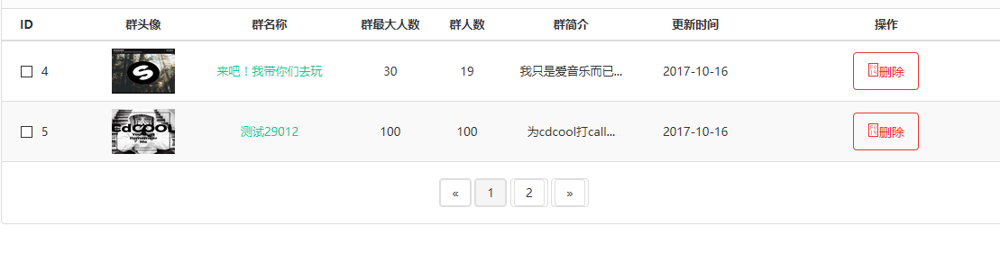 ID 群头像 群名称 群最大人数 群人数 群简介 更新时间 操作
4 来吧！我带你们去玩 30 19 我只是爱音乐而已... 2017-10-16 删除
cdcool
You Must
Remember
Me
5 测试29012 100 100 为cdcool打call... 2017-10-16 删除
« 1 2 »